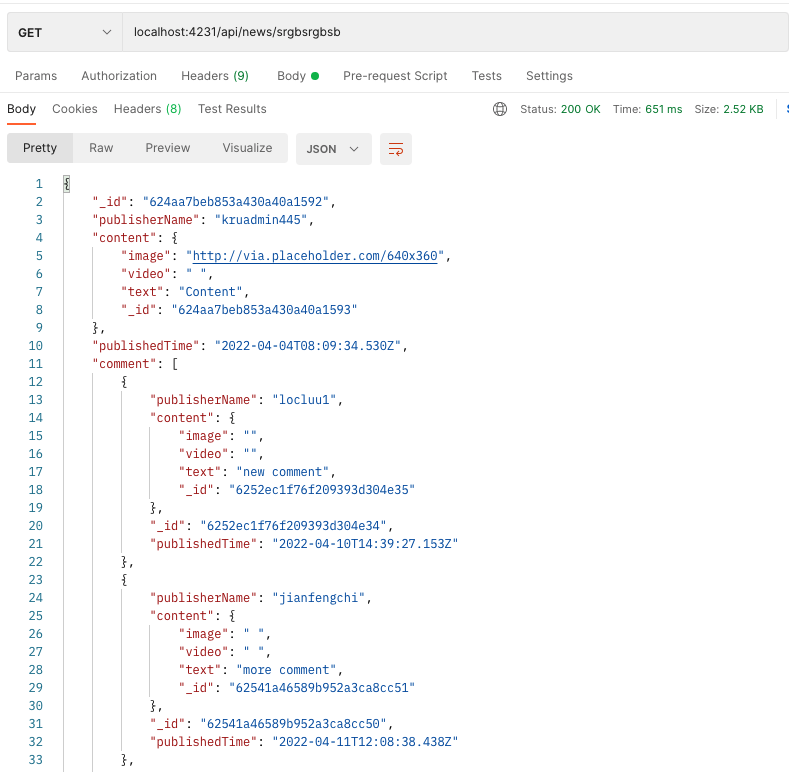 GET localhost:4231/api/news/srgbsrgbsb
Params Authorization Headers (9) Body Pre-request Script Tests Settings
Body Cookies Headers (8) Test Results Status: 200 OK Time: 651 ms Size: 2.52 KB
Pretty Raw Preview Visualize JSON
1 {
2 "_id": "624aa7beb853a430a40a1592",
3 "publisherName": "kruadmin445",
4 "content": {
5 "image": "http://via.placeholder.com/640x360",
6 "video": " ",
7 "text": "Content",
8 "_id": "624aa7beb853a430a40a1593"
9 },
10 "publishedTime": "2022-04-04T08:09:34.530Z",
11 "comment": [
12 {
13 "publisherName": "locluu1",
14 "content": {
15 "image": "",
16 "video": "",
17 "text": "new comment",
18 "_id": "6252ec1f76f209393d304e35"
19 },
20 "_id": "6252ec1f76f209393d304e34",
21 "publishedTime": "2022-04-10T14:39:27.153Z"
22 },
23 {
24 "publisherName": "jianfengchi",
25 "content": {
26 "image": " ",
27 "video": " ",
28 "text": "more comment",
29 "_id": "62541a46589b952a3ca8cc51"
30 },
31 "_id": "62541a46589b952a3ca8cc50",
32 "publishedTime": "2022-04-11T12:08:38.438Z"
33 },